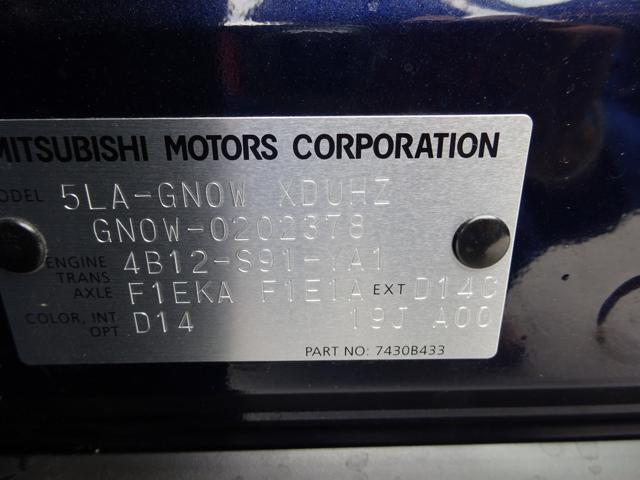 MITSUBISHI MOTORS CORPORATION
MODEL 5LA-GN0W XDUHZ
GN0W-0202378
ENGINE 4B12-S91-YA1
TRANS AXLE F1EKA F1E1A EXT D14C
COLOR, INT OPT D14 19J A00
PART NO: 7430B433